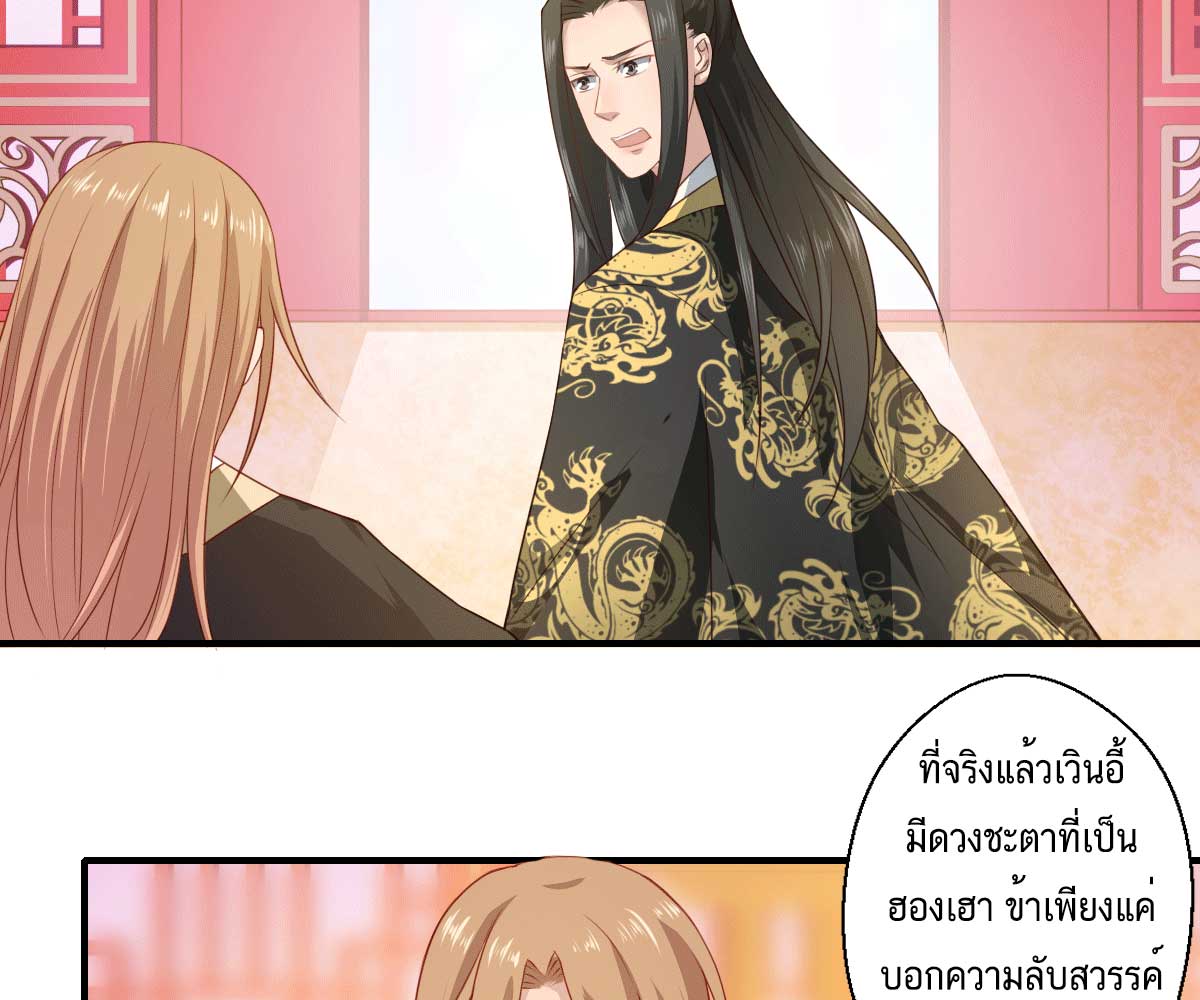 ที่จริงแล้วเวินอี้
มีดวงชะตาที่เป็น
ฮองเฮา ข้าเพียงแค่
บอกความลับสวรรค์